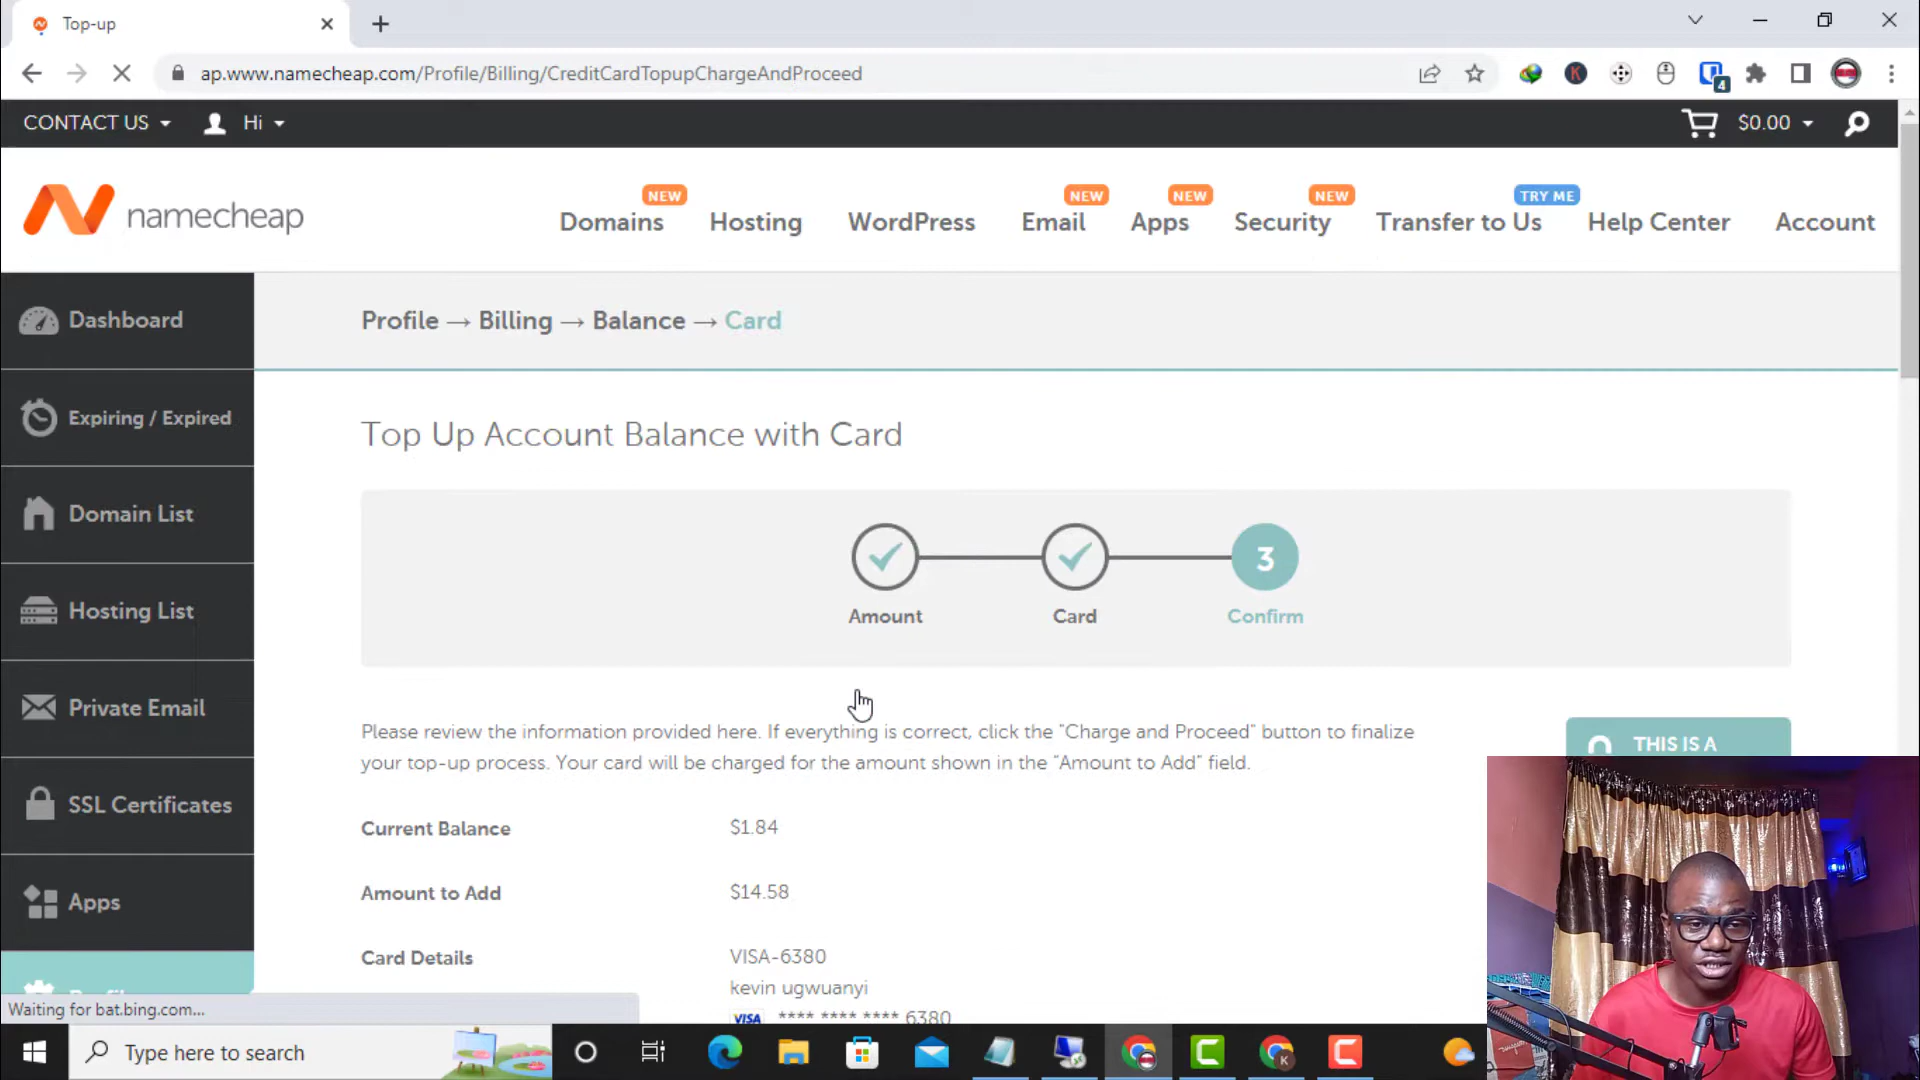 Top-up
ap.www.namecheap.com/Profile/Billing/CreditCardTopupChargeAndProceed
4
CONTACT US
Hi
$0.00
namecheap
NEW
NEW
NEW
NEW
TRY ME
Domains
Hosting
WordPress
Email
Apps
Security
Transfer to Us
Help Center
Account
Dashboard
Expiring / Expired
Domain List
Hosting List
Private Email
SSL Certificates
Apps
Profile → Billing → Balance → Card
Top Up Account Balance with Card
3
Amount
Card
Confirm
Please review the information provided here. If everything is correct, click the "Charge and Proceed" button to finalize
your top-up process. Your card will be charged for the amount shown in the "Amount to Add" field.
THIS IS A
Current Balance
$1.84
Amount to Add
$14.58
Card Details
VISA-6380
kevin ugwuanyi
VISA **** **** **** 6380
Waiting for bat.bing.com...
Type here to search